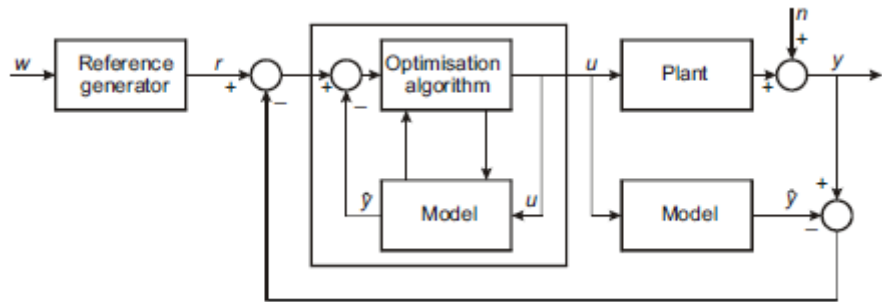 n
+
w
Reference
generator
r
+
−
+
−
Optimisation
algorithm
u
Plant
+
y
ŷ
Model
u
Model
ŷ
+
−